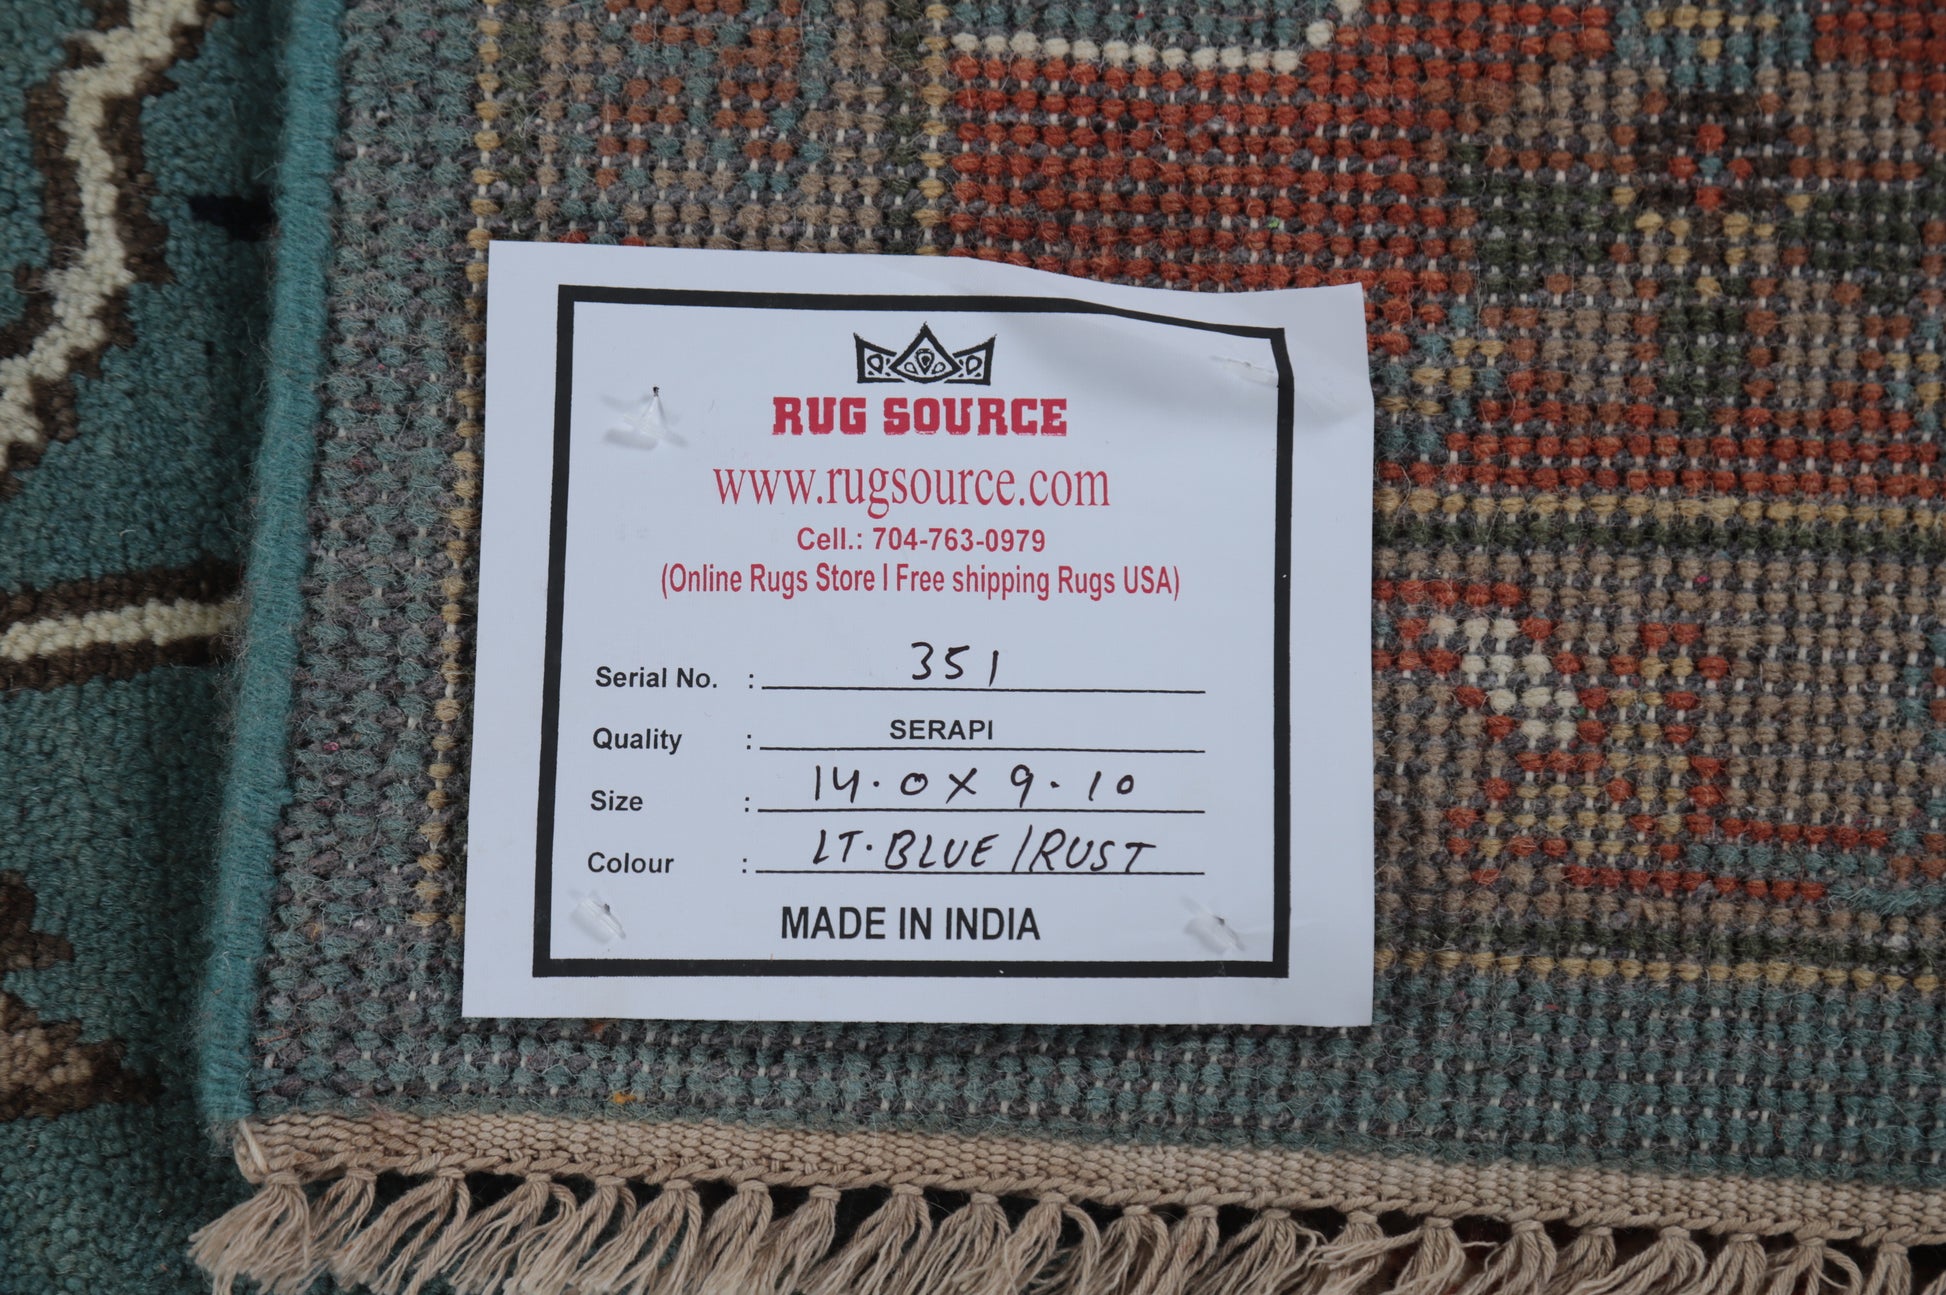 RUG SOURCE
www.rugsource.com
Cell.: 704-763-0979
(Online Rugs Store l Free shipping Rugs USA)
Serial No. : 351
Quality : SERAPI
Size : 14.0 X 9.10
Colour : LT. BLUE / RUST
MADE IN INDIA